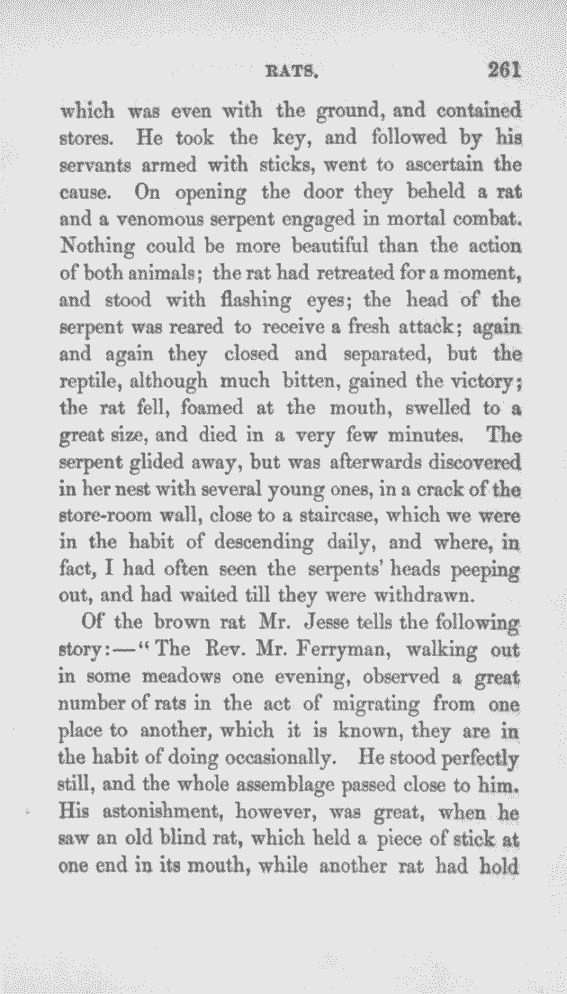 RATS. 261
which was even with the ground, and contained
stores. He took the key, and followed by his
servants armed with sticks, went to ascertain the
cause. On opening the door they beheld a rat
and a venomous serpent engaged in mortal combat.
Nothing could be more beautiful than the action
of both animals; the rat had retreated for a moment,
and stood with flashing eyes; the head of the
serpent was reared to receive a fresh attack; again
and again they closed and separated, but the
reptile, although much bitten, gained the victory;
the rat fell, foamed at the mouth, swelled to a
great size, and died in a very few minutes. The
serpent glided away, but was afterwards discovered
in her nest with several young ones, in a crack of the
store-room wall, close to a staircase, which we were
in the habit of descending daily, and where, in
fact, I had often seen the serpents' heads peeping
out, and had waited till they were withdrawn.
Of the brown rat Mr. Jesse tells the following
story:—"The Rev. Mr. Ferryman, walking out
in some meadows one evening, observed a great
number of rats in the act of migrating from one
place to another, which it is known, they are in
the habit of doing occasionally. He stood perfectly
still, and the whole assemblage passed close to him.
His astonishment, however, was great, when he
saw an old blind rat, which held a piece of stick at
one end in its mouth, while another rat had hold